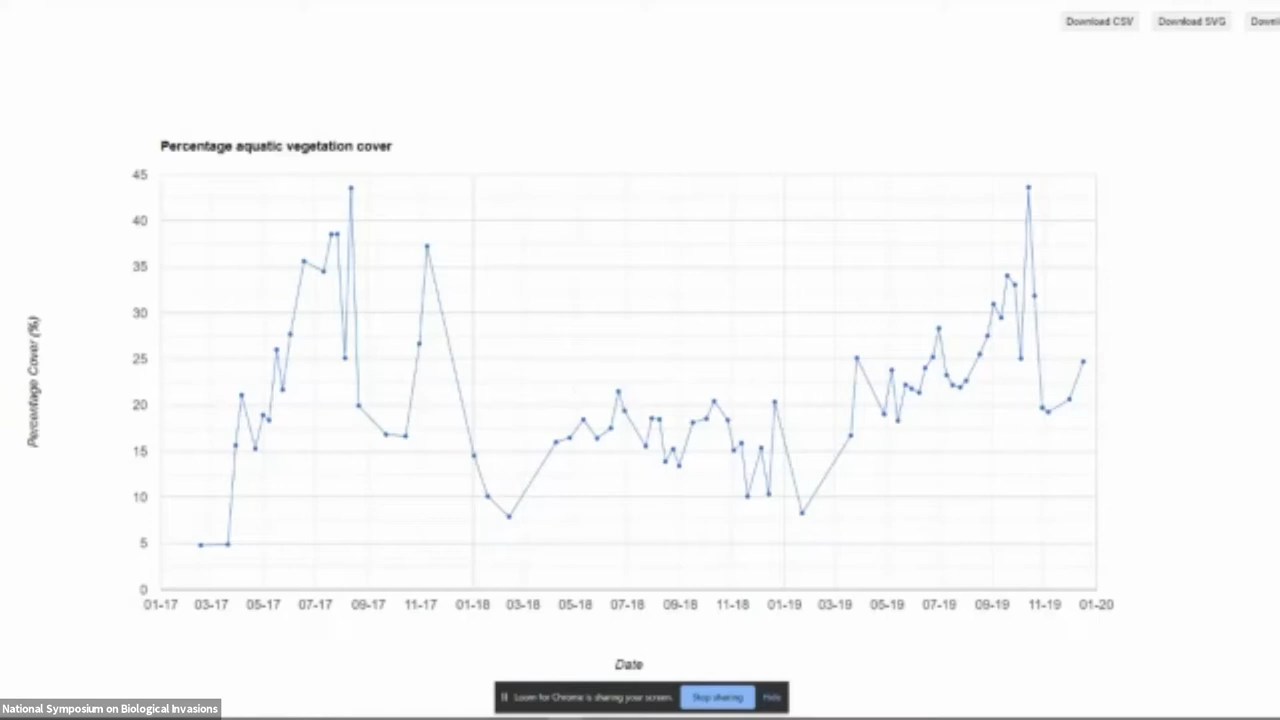 Download CSV Download SVG
Percentage aquatic vegetation cover
45
40
35
30
25
20
15
10
5
0
Percentage Cover (%)
01-17 03-17 05-17 07-17 09-17 11-17 01-18 03-18 05-18 07-18 09-18 11-18 01-19 03-19 05-19 07-19 09-19 11-19 01-20
Date
Loom for Chrome is sharing your screen. Stop sharing Hide
National Symposium on Biological Invasions